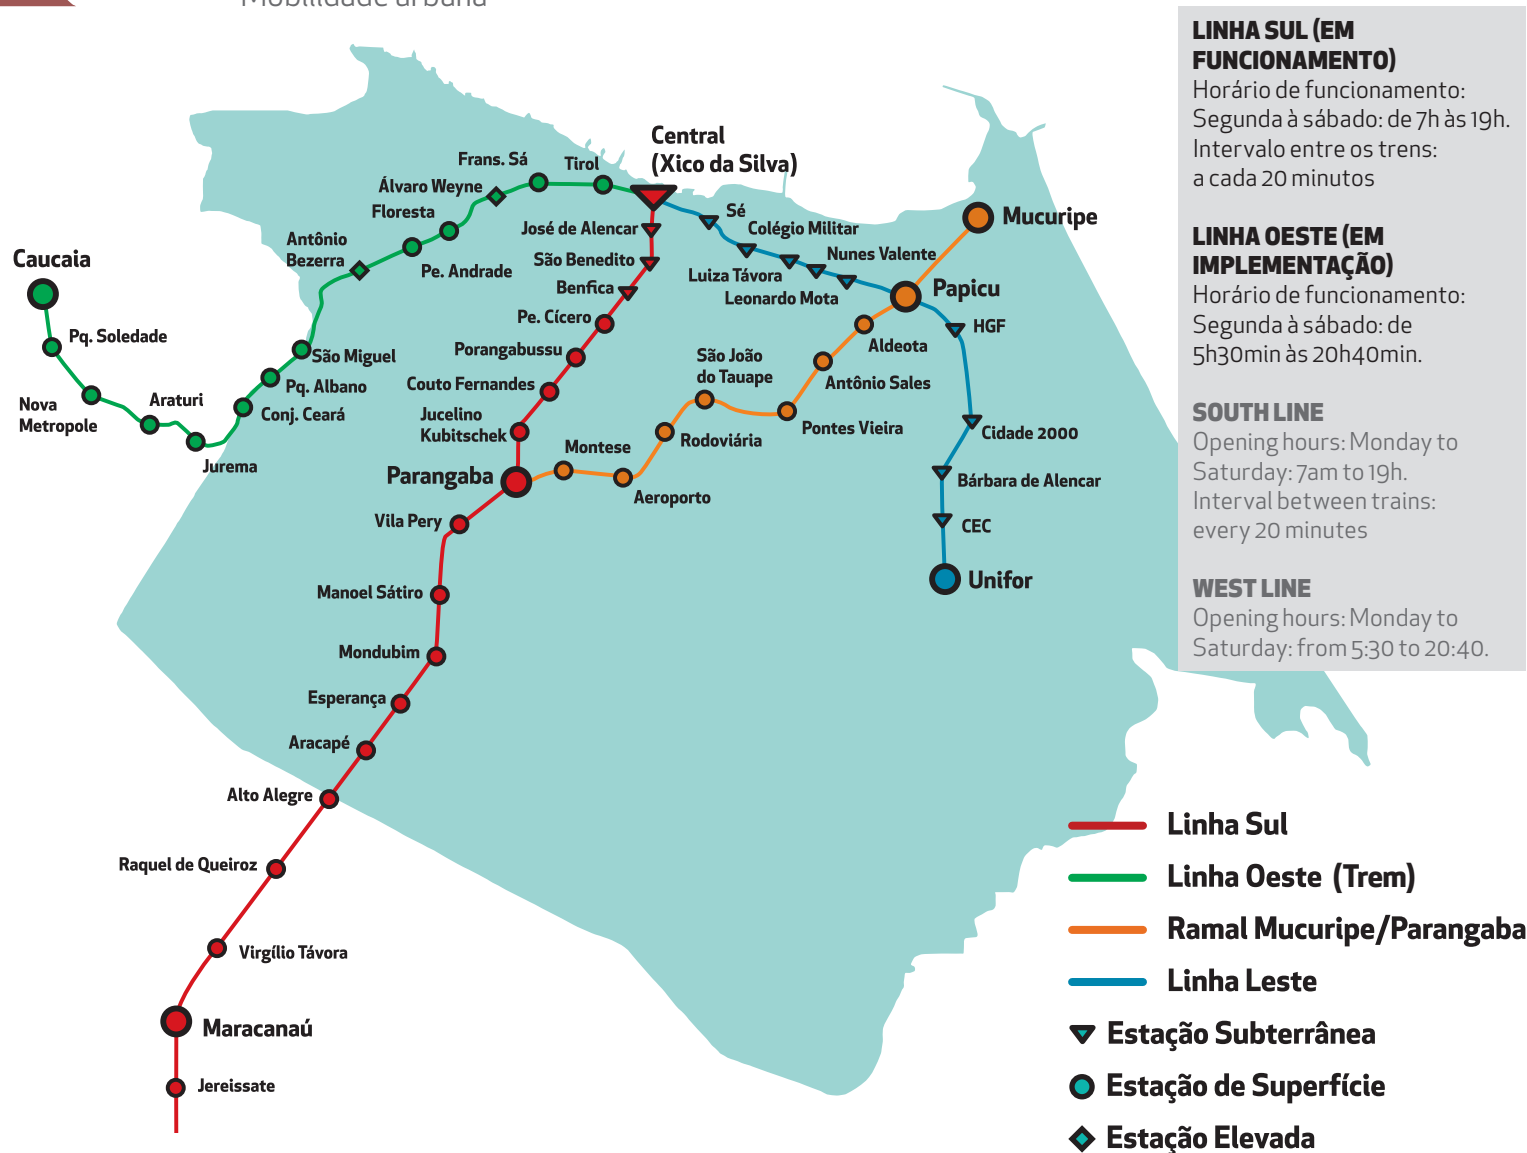 Mobilidade urbana
LINHA SUL (EM
FUNCIONAMENTO)
Horário de funcionamento:
Segunda à sábado: de 7h às 19h.
Intervalo entre os trens:
a cada 20 minutos
LINHA OESTE (EM
IMPLEMENTAÇÃO)
Horário de funcionamento:
Segunda à sábado: de
5h30min às 20h40min.
SOUTH LINE
Opening hours: Monday to
Saturday: 7am to 19h.
Interval between trains:
every 20 minutes
WEST LINE
Opening hours: Monday to
Saturday: from 5:30 to 20:40.
Central
(Xico da Silva)
Frans. Sá
Tirol
Álvaro Weyne
Floresta
Antônio
Bezerra
Pe. Andrade
Caucaia
Pq. Soledade
Nova
Metropole
Araturi
Jurema
Conj. Ceará
Pq. Albano
São Miguel
José de Alencar
São Benedito
Benfica
Pe. Cícero
Porangabussu
Couto Fernandes
Jucelino
Kubitschek
Parangaba
Vila Pery
Manoel Sátiro
Mondubim
Esperança
Aracapé
Alto Alegre
Raquel de Queiroz
Virgílio Távora
Maracanaú
Jereissate
Sé
Colégio Militar
Luiza Távora
Nunes Valente
Leonardo Mota
Mucuripe
Papicu
HGF
Cidade 2000
Bárbara de Alencar
CEC
Unifor
Aldeota
Antônio Sales
Pontes Vieira
São João
do Tauape
Rodoviária
Aeroporto
Montese
Linha Sul
Linha Oeste (Trem)
Ramal Mucuripe/Parangaba
Linha Leste
Estação Subterrânea
Estação de Superfície
Estação Elevada